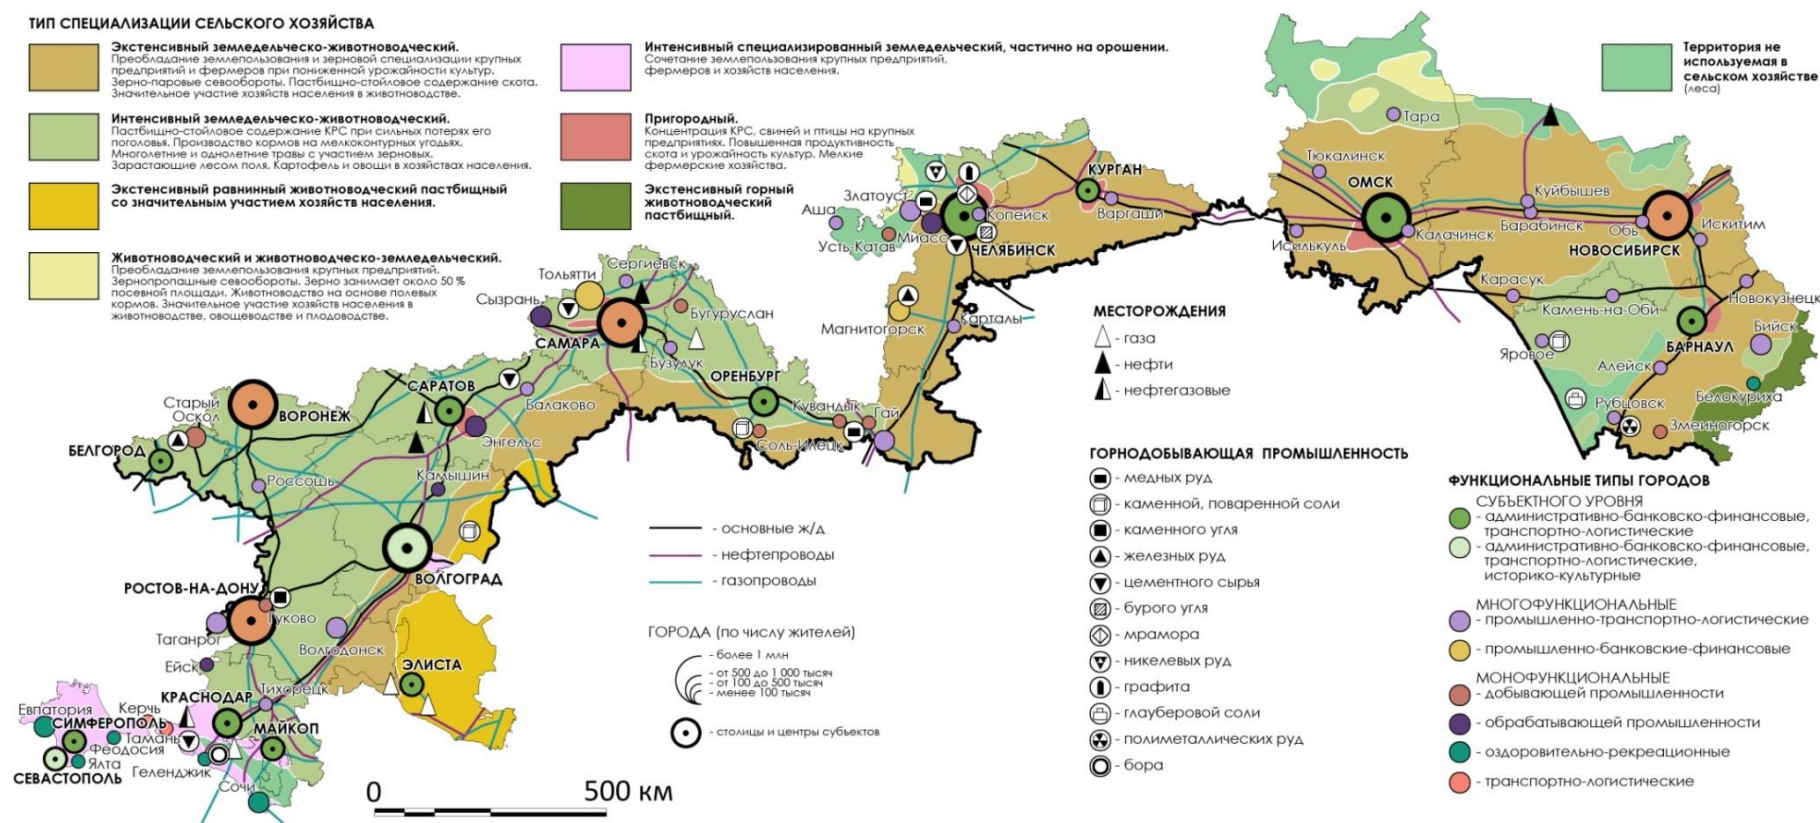 ТИП СПЕЦИАЛИЗАЦИИ СЕЛЬСКОГО ХОЗЯЙСТВА
Экстенсивный земледельческо-животноводческий.
Преобладание землепользования и зерновой специализации крупных
предприятий и фермеров при пониженной урожайности культур.
Зерно-паровые севообороты. Пастбищно-стойловое содержание скота.
Значительное участие хозяйств населения в животноводстве.
Интенсивный земледельческо-животноводческий.
Пастбищно-стойловое содержание КРС при сильных потерях его
поголовья. Производство кормов на мелкоконтурных угодьях.
Многолетние и однолетние травы с участием зерновых.
Зарастающие лесом поля. Картофель и овощи в хозяйствах населения.
Экстенсивный равнинный животноводческий пастбищный
со значительным участием хозяйств населения.
Животноводческий и животноводческо-земледельческий.
Преобладание землепользования крупных предприятий.
Зернопропашные севообороты. Зерно занимает около 50 %
посевной площади. Животноводство на основе полевых
кормов. Значительное участие хозяйств населения в
животноводстве, овощеводстве и плодоводстве.
Интенсивный специализированный земледельческий, частично на орошении.
Сочетание землепользования крупных предприятий,
фермеров и хозяйств населения.
Пригородный.
Концентрация КРС, свиней и птицы на крупных
предприятиях. Повышенная продуктивность
скота и урожайность культур. Мелкие
фермерские хозяйства.
Экстенсивный горный
животноводческий
пастбищный.
Территория не
используемая в
сельском хозяйстве
(леса)
Тара
Тюкалинск
ОМСК
Куйбышев
Исилькуль
Калачинск
Барабинск
Обь
Искитим
НОВОСИБИРСК
Карасук
Камень-на-Оби
Новокузнецк
БАРНАУЛ
Бийск
Яровое
Алейск
Белокуриха
Рубцовск
Змеиногорск
КУРГАН
Варгаши
Златоуст
Аша
Копейск
Усть-Катав
Миасс
ЧЕЛЯБИНСК
Магнитогорск
Карталы
Сергиевск
Тольятти
Сызрань
Бугуруслан
САМАРА
Бузулук
ОРЕНБУРГ
Кувандык
Гай
Соль-Илецк
САРАТОВ
Балаково
Энгельс
Старый
Оскол
ВОРОНЕЖ
БЕЛГОРОД
Россошь
Камышин
ВОЛГОГРАД
РОСТОВ-НА-ДОНУ
Гуково
Таганрог
Волгодонск
Ейск
ЭЛИСТА
КРАСНОДАР
Тихорецк
Евпатория
Керчь
СИМФЕРОПОЛЬ
МАЙКОП
Тамань
Феодосия
Ялта
Геленджик
СЕВАСТОПОЛЬ
Сочи
- основные ж/д
- нефтепроводы
- газопроводы
ГОРОДА (по числу жителей)
- более 1 млн
- от 500 до 1 000 тысяч
- от 100 до 500 тысяч
- менее 100 тысяч
- столицы и центры субъектов
0 500 км
МЕСТОРОЖДЕНИЯ
- газа
- нефти
- нефтегазовые
ГОРНОДОБЫВАЮЩАЯ ПРОМЫШЛЕННОСТЬ
- медных руд
- каменной, поваренной соли
- каменного угля
- железных руд
- цементного сырья
- бурого угля
- мрамора
- никелевых руд
- графита
- глауберовой соли
- полиметаллических руд
- бора
ФУНКЦИОНАЛЬНЫЕ ТИПЫ ГОРОДОВ
СУБЪЕКТНОГО УРОВНЯ
- административно-банковско-финансовые,
транспортно-логистические
- административно-банковско-финансовые,
транспортно-логистические,
историко-культурные
МНОГОФУНКЦИОНАЛЬНЫЕ
- промышленно-транспортно-логистические
- промышленно-банковские-финансовые
МОНОФУНКЦИОНАЛЬНЫЕ
- добывающей промышленности
- обрабатывающей промышленности
- оздоровительно-рекреационные
- транспортно-логистические